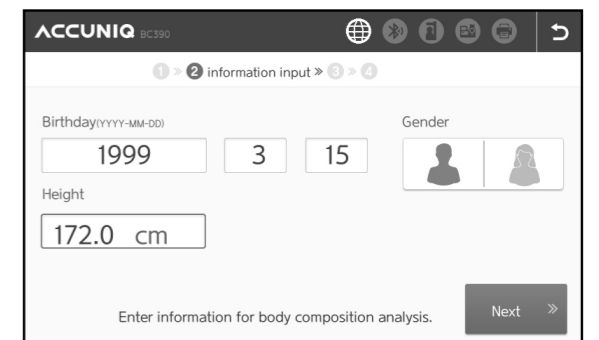 ACCUNIQ BC390
1 » 2 information input » 3 » 4
Birthday(YYYY-MM-DD)
Gender
1999 3 15
Height
172.0 cm
Enter information for body composition analysis.
Next »